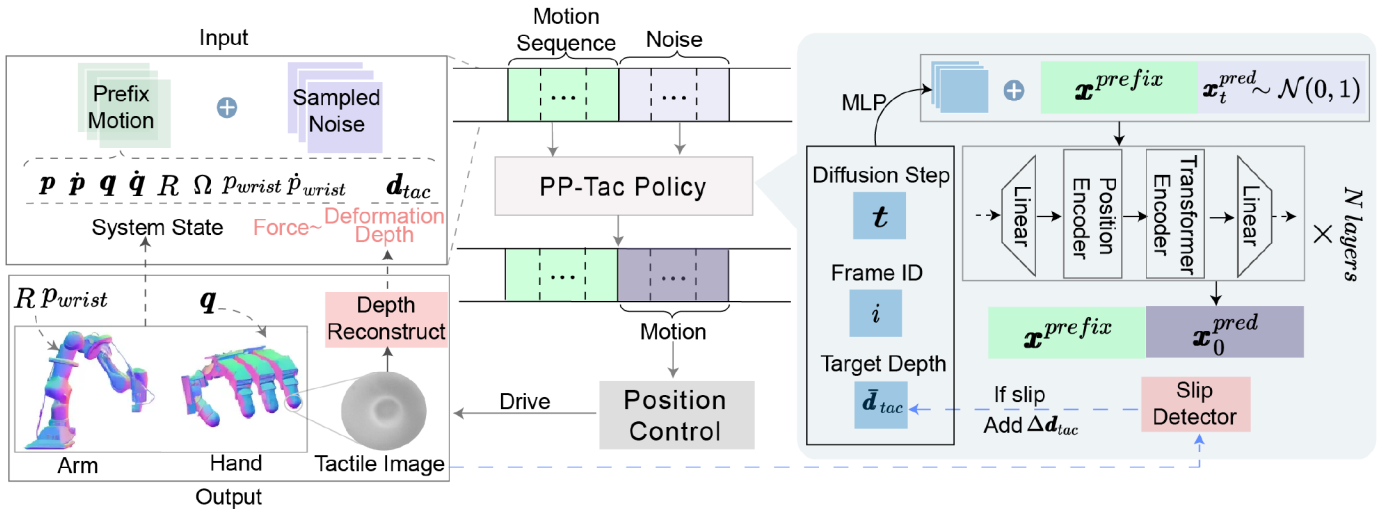 Input
Prefix
Motion
Sampled
Noise
p ṗ q q̇ R Ω p_wrist ṗ_wrist d_tac
System State
Force~
Deformation
Depth
R p_wrist
q
Depth
Reconstruct
Arm
Hand
Tactile Image
Output
Motion
Sequence
Noise
...
...
PP-Tac Policy
...
...
Motion
Drive
Position
Control
MLP
x^prefix
x_t^pred ~ N(0, 1)
Diffusion Step
t
Frame ID
i
Target Depth
d̄_tac
Linear
Position
Encoder
Transformer
Encoder
Linear
× N layers
x^prefix
x_0^pred
If slip
Add Δd_tac
Slip
Detector